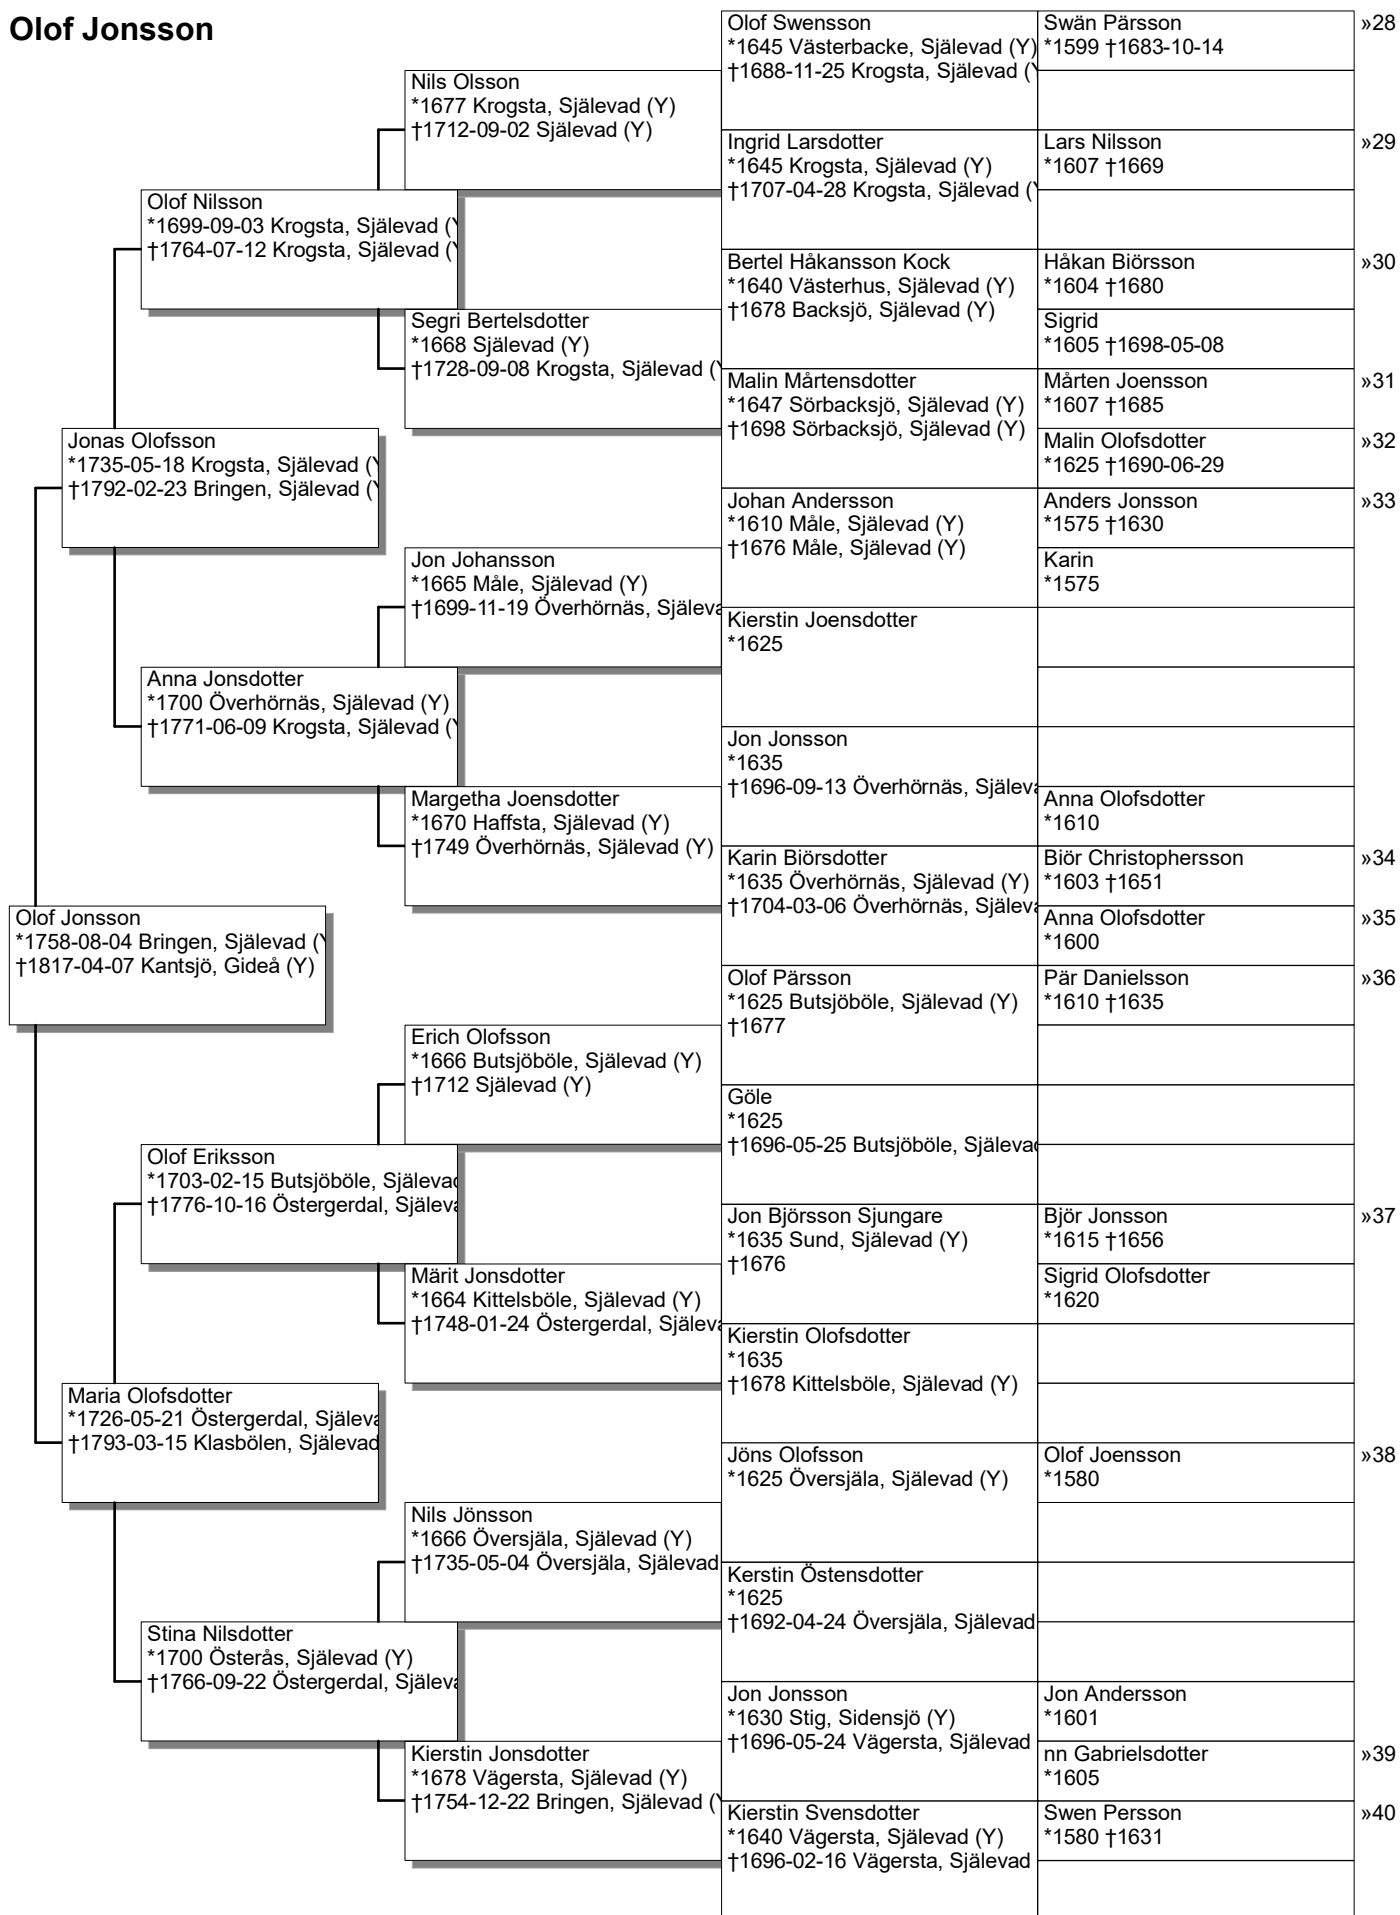 Olof Jonsson
Olof Jonsson
*1758-08-04 Bringen, Själevad (
†1817-04-07 Kantsjö, Gideå (Y)
Jonas Olofsson
*1735-05-18 Krogsta, Själevad (
†1792-02-23 Bringen, Själevad (
Maria Olofsdotter
*1726-05-21 Östergerdal, Själeva
†1793-03-15 Klasbölen, Själevad
Olof Nilsson
*1699-09-03 Krogsta, Själevad (
†1764-07-12 Krogsta, Själevad (
Anna Jonsdotter
*1700 Överhörnäs, Själevad (Y)
†1771-06-09 Krogsta, Själevad (
Olof Eriksson
*1703-02-15 Butsjöböle, Själevad
†1776-10-16 Östergerdal, Själeva
Stina Nilsdotter
*1700 Österås, Själevad (Y)
†1766-09-22 Östergerdal, Själeva
Nils Olsson
*1677 Krogsta, Själevad (Y)
†1712-09-02 Själevad (Y)
Segri Bertelsdotter
*1668 Själevad (Y)
†1728-09-08 Krogsta, Själevad (
Jon Johansson
*1665 Måle, Själevad (Y)
†1699-11-19 Överhörnäs, Själeva
Margetha Joensdotter
*1670 Haffsta, Själevad (Y)
†1749 Överhörnäs, Själevad (Y)
Erich Olofsson
*1666 Butsjöböle, Själevad (Y)
†1712 Själevad (Y)
Märit Jonsdotter
*1664 Kittelsböle, Själevad (Y)
†1748-01-24 Östergerdal, Själeva
Nils Jönsson
*1666 Översjäla, Själevad (Y)
†1735-05-04 Översjäla, Själevad
Kierstin Jonsdotter
*1678 Vägersta, Själevad (Y)
†1754-12-22 Bringen, Själevad (
Olof Swensson
*1645 Västerbacke, Själevad (Y)
†1688-11-25 Krogsta, Själevad (
Ingrid Larsdotter
*1645 Krogsta, Själevad (Y)
†1707-04-28 Krogsta, Själevad (
Bertel Håkansson Kock
*1640 Västerhus, Själevad (Y)
†1678 Backsjö, Själevad (Y)
Malin Mårtensdotter
*1647 Sörbacksjö, Själevad (Y)
†1698 Sörbacksjö, Själevad (Y)
Johan Andersson
*1610 Måle, Själevad (Y)
†1676 Måle, Själevad (Y)
Kierstin Joensdotter
*1625
Jon Jonsson
*1635
†1696-09-13 Överhörnäs, Själeva
Karin Biörsdotter
*1635 Överhörnäs, Själevad (Y)
†1704-03-06 Överhörnäs, Själeva
Olof Pärsson
*1625 Butsjöböle, Själevad (Y)
†1677
Göle
*1625
†1696-05-25 Butsjöböle, Själevad
Jon Björsson Sjungare
*1635 Sund, Själevad (Y)
†1676
Kierstin Olofsdotter
*1635
†1678 Kittelsböle, Själevad (Y)
Jöns Olofsson
*1625 Översjäla, Själevad (Y)
Kerstin Östensdotter
*1625
†1692-04-24 Översjäla, Själevad
Jon Jonsson
*1630 Stig, Sidensjö (Y)
†1696-05-24 Vägersta, Själevad
Kierstin Svensdotter
*1640 Vägersta, Själevad (Y)
†1696-02-16 Vägersta, Själevad
Swän Pärsson »28
*1599 †1683-10-14
Lars Nilsson »29
*1607 †1669
Håkan Biörsson »30
*1604 †1680
Sigrid
*1605 †1698-05-08
Mårten Joensson »31
*1607 †1685
Malin Olofsdotter »32
*1625 †1690-06-29
Anders Jonsson »33
*1575 †1630
Karin
*1575
Anna Olofsdotter
*1610
Biör Christophersson »34
*1603 †1651
Anna Olofsdotter »35
*1600
Pär Danielsson »36
*1610 †1635
Björ Jonsson »37
*1615 †1656
Sigrid Olofsdotter
*1620
Olof Joensson »38
*1580
Jon Andersson
*1601
nn Gabrielsdotter »39
*1605
Swen Persson »40
*1580 †1631